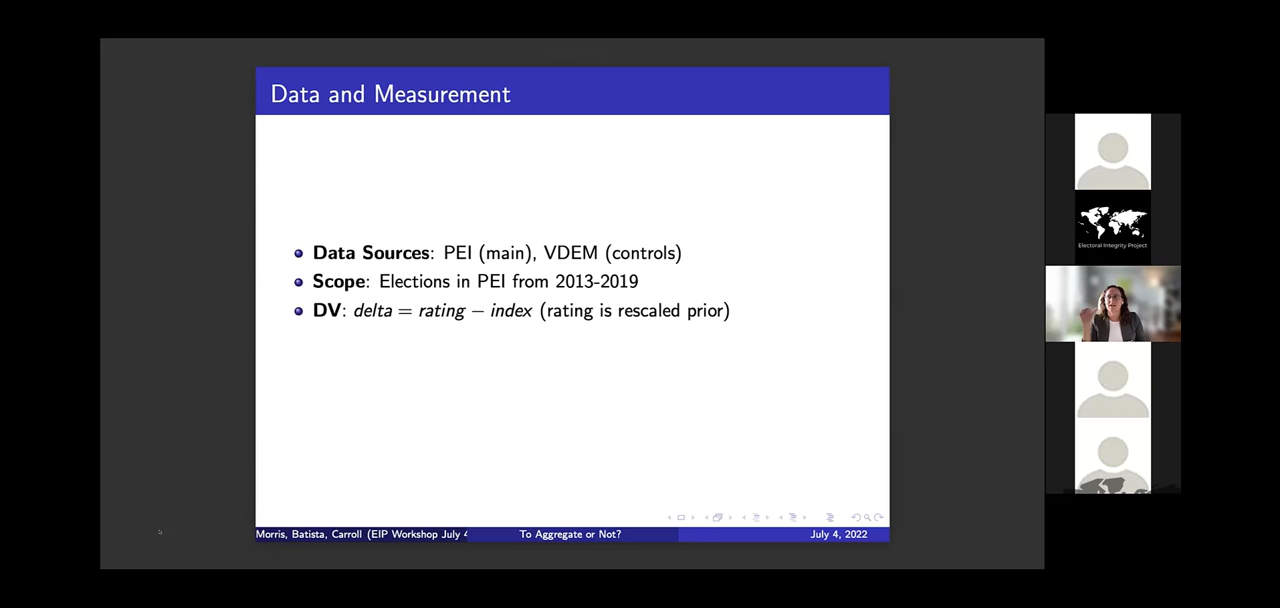 Data and Measurement
Data Sources: PEI (main), VDEM (controls)
Scope: Elections in PEI from 2013-2019
DV: delta = rating − index (rating is rescaled prior)
Morris, Batista, Carroll (EIP Workshop July 4
To Aggregate or Not?
July 4, 2022
Electoral Integrity Project